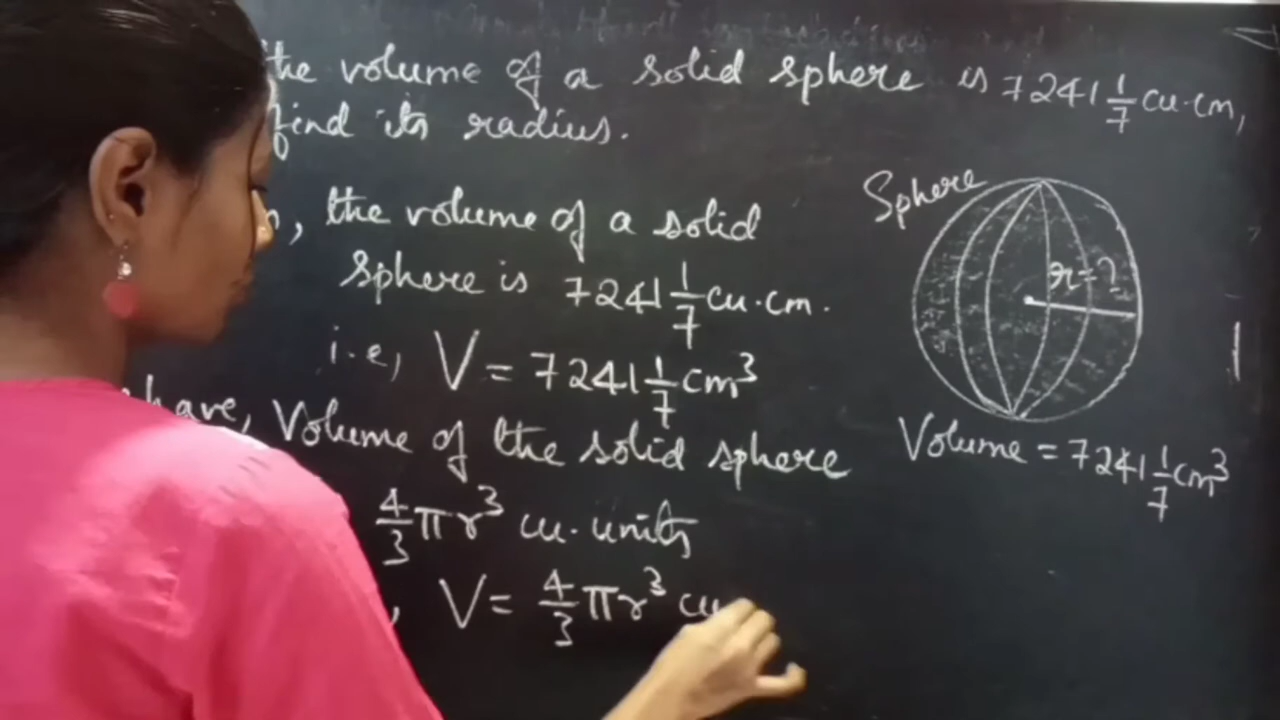 the volume of a solid sphere is 7241 1/7 cu.cm,
find its radius.
, the volume of a solid
sphere is 7241 1/7 cu.cm.
i.e, V = 7241 1/7 cm³
have, Volume of the solid sphere
4/3 πr³ cu.units
, V = 4/3 πr³ cu
Sphere
r=?
Volume = 7241 1/7 cm³